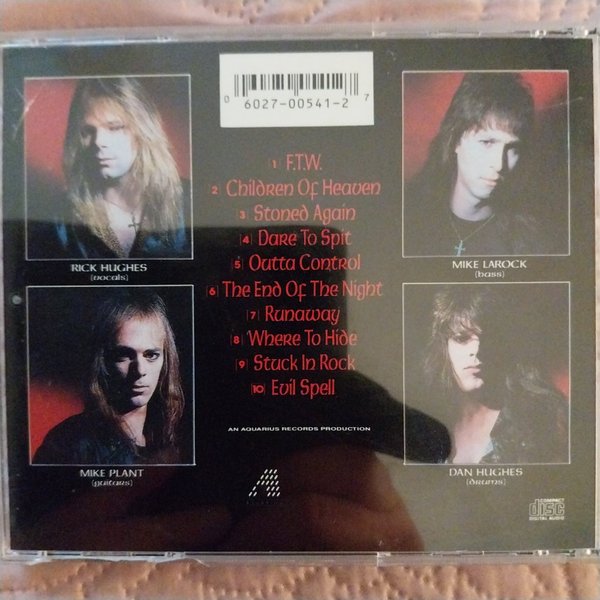 0 6027-00541-2 7
1 F.T.W.
2 Children Of Heaven
3 Stoned Again
4 Dare To Spit
5 Outta Control
6 The End Of The Night
7 Runaway
8 Where To Hide
9 Stuck In Rock
10 Evil Spell
RICK HUGHES
(vocals)
MIKE LAROCK
(bass)
MIKE PLANT
(guitars)
DAN HUGHES
(drums)
AN AQUARIUS RECORDS PRODUCTION
COMPACT
disc
DIGITAL AUDIO